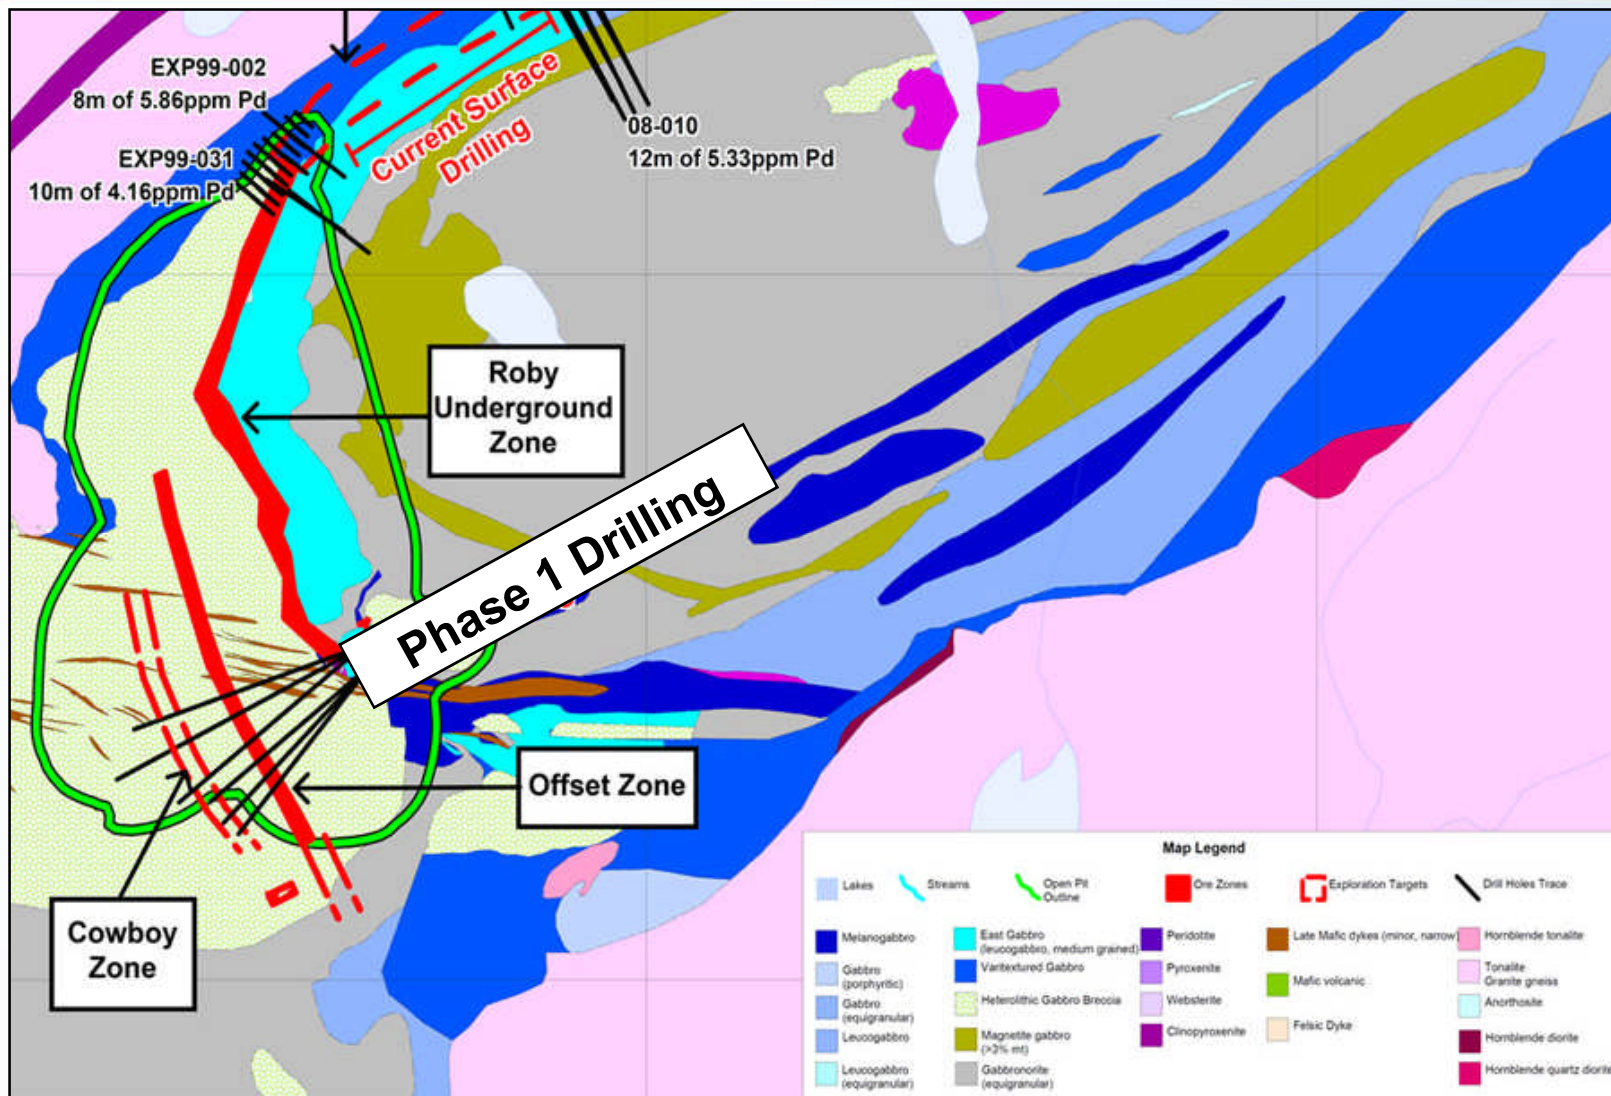 EXP99-002
8m of 5.86ppm Pd
EXP99-031
10m of 4.16ppm Pd
Current Surface
Drilling
08-010
12m of 5.33ppm Pd
Roby
Underground
Zone
Phase 1 Drilling
Offset Zone
Cowboy
Zone
Map Legend
Lakes
Streams
Open Pit
Outline
Ore Zones
Exploration Targets
Drill Holes Trace
Melanogabbro
Gabbro
(porphyritic)
Gabbro
(equigranular)
Leucogabbro
Leucogabbro
(equigranular)
East Gabbro
(leucogabbro, medium grained)
Varitextured Gabbro
Heterolithic Gabbro Breccia
Magnetite gabbro
(>3% mt)
Gabbronorite
(equigranular)
Peridotite
Pyroxenite
Websterite
Clinopyroxenite
Late Mafic dykes (minor, narrow)
Mafic volcanic
Felsic Dyke
Hornblende tonalite
Tonalite
Granite gneiss
Anorthosite
Hornblende diorite
Hornblende quartz diorite